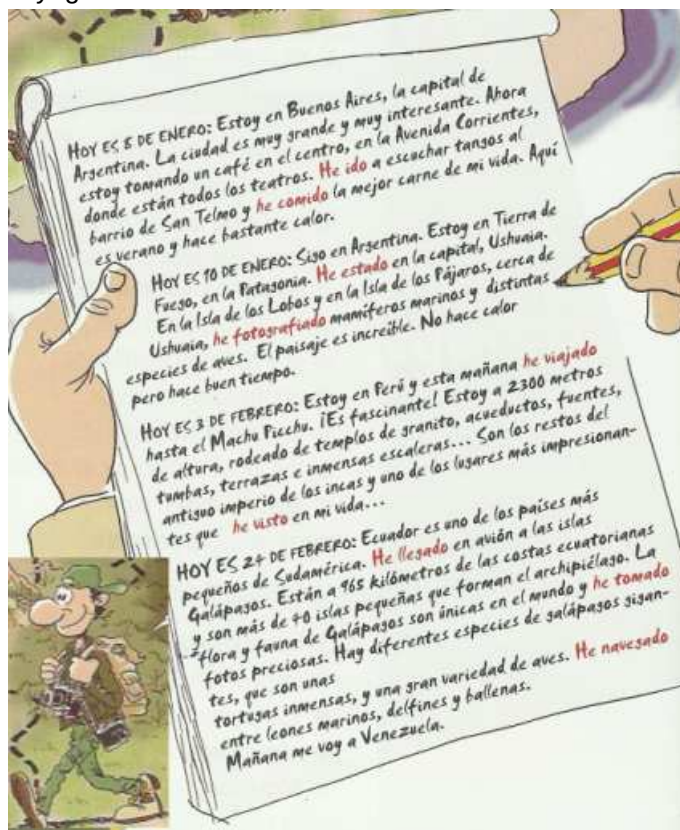 HOY ES 5 DE ENERO: Estoy en Buenos Aires, la capital de
Argentina. La ciudad es muy grande y muy interesante. Ahora
estoy tomando un café en el centro, en la Avenida Corrientes,
donde están todos los teatros. He ido a escuchar tangos al
barrio de San Telmo y he comido la mejor carne de mi vida. Aquí
es verano y hace bastante calor.
HOY ES 10 DE ENERO: Sigo en Argentina. Estoy en Tierra de
Fuego, en la Patagonia. He estado en la capital, Ushuaia.
En la Isla de los Lobos y en la Isla de los Pájaros, cerca de
Ushuaia, he fotografiado mamíferos marinos y distintas
especies de aves. El paisaje es increíble. No hace calor
pero hace buen tiempo.
HOY ES 3 DE FEBRERO: Estoy en Perú y esta mañana he viajado
hasta el Machu Picchu. ¡Es fascinante! Estoy a 2300 metros
de altura, rodeado de templos de granito, acueductos, fuentes,
tumbas, terrazas e inmensas escaleras... Son los restos del
antiguo imperio de los incas y uno de los lugares más impresionan-
tes que he visto en mi vida...
HOY ES 24 DE FEBRERO: Ecuador es uno de los países más
pequeños de Sudamérica. He llegado en avión a las islas
Galápagos. Están a 965 kilómetros de las costas ecuatorianas
y son más de 40 islas pequeñas que forman el archipiélago. La
flora y fauna de Galápagos son únicas en el mundo y he tomado
fotos preciosas. Hay diferentes especies de galápagos gigan-
tes, que son unas
tortugas inmensas, y una gran variedad de aves. He navegado
entre leones marinos, delfines y ballenas.
Mañana me voy a Venezuela.